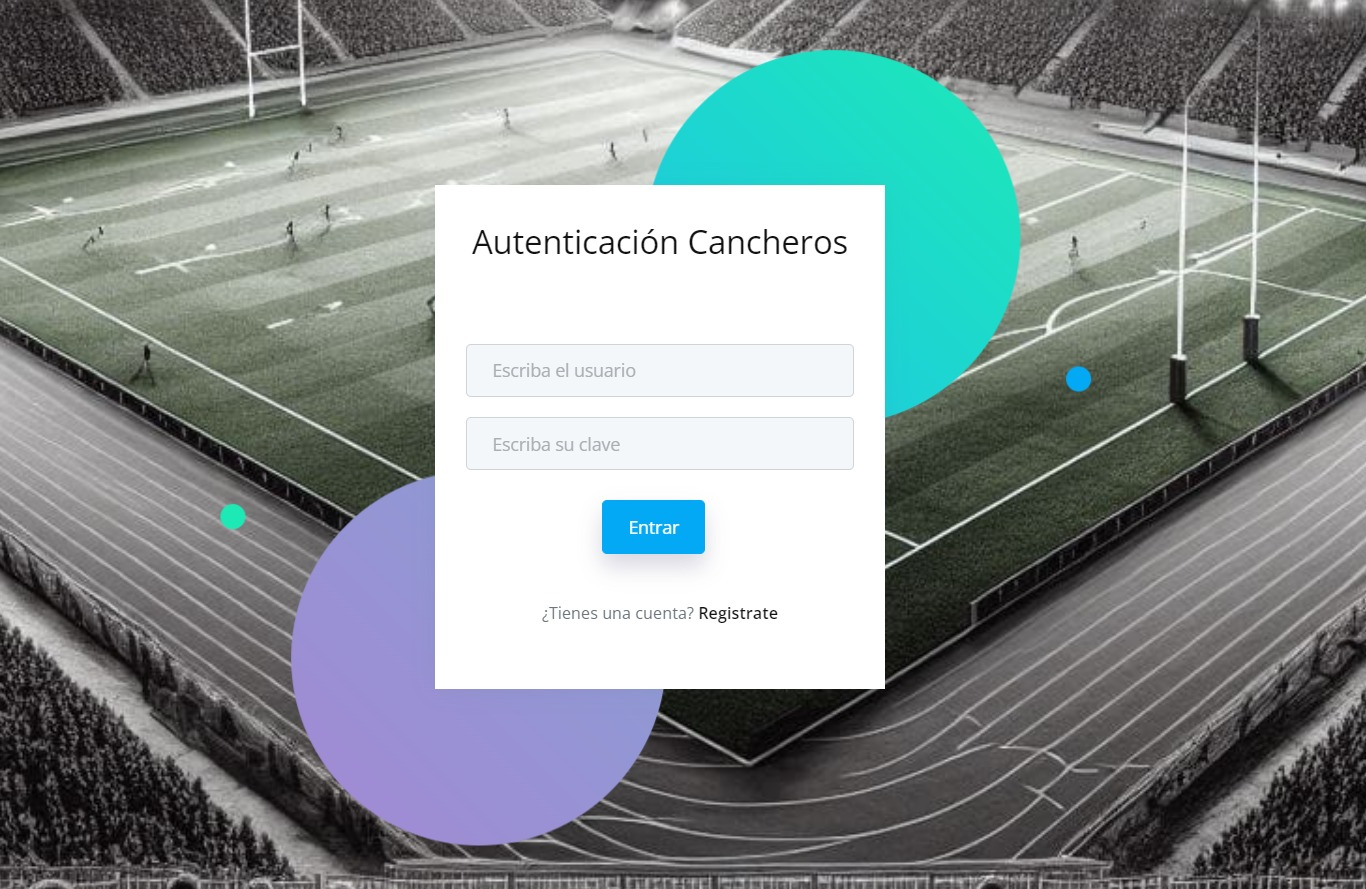 Autenticación Cancheros
Escriba el usuario
Escriba su clave
Entrar
¿Tienes una cuenta? Registrate